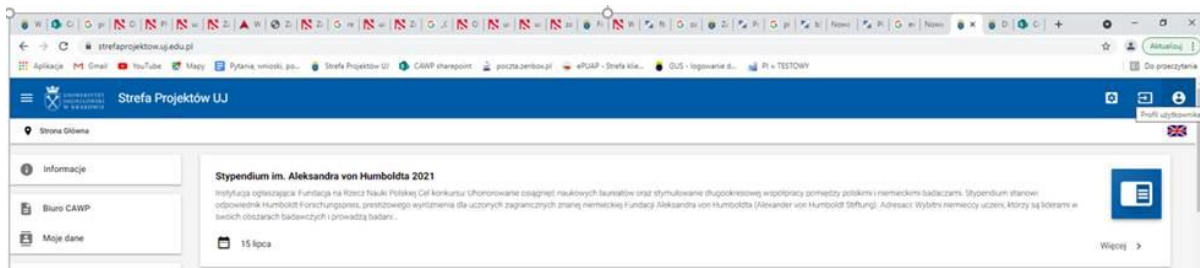 strefaprojektow.uj.edu.pl
Aktualizuj
Aplikacje Gmail YouTube Mapy Pytania, wnioski, po... Strefa Projektów UJ CAWP sharepoint poczta.zenbox.pl ePUAP - Strefa klie... GUS - logowanie d... PI + TESTOWY Do przeczytania
UNIWERSYTET JAGIELLOŃSKI W KRAKOWIE
Strefa Projektów UJ
Profil użytkownika
Strona Główna
Informacje
Biuro CAWP
Moje dane
Stypendium im. Aleksandra von Humboldta 2021
Instytucja ogłaszająca: Fundacja na Rzecz Nauki Polskiej Cel konkursu: Uhonorowanie osiągnięć naukowych laureatów oraz stymulowanie długookresowej współpracy pomiędzy polskimi i niemieckimi badaczami. Stypendium stanowi
odpowiednik Humboldt-Forschungspreis, prestiżowego wyróżnienia dla uczonych zagranicznych znanej niemieckiej Fundacji Aleksandra von Humboldta (Alexander von Humboldt Stiftung). Adresaci: Wybitni niemieccy uczeni, którzy są liderami w
swoich obszarach badawczych i prowadzą badani...
15 lipca
Więcej